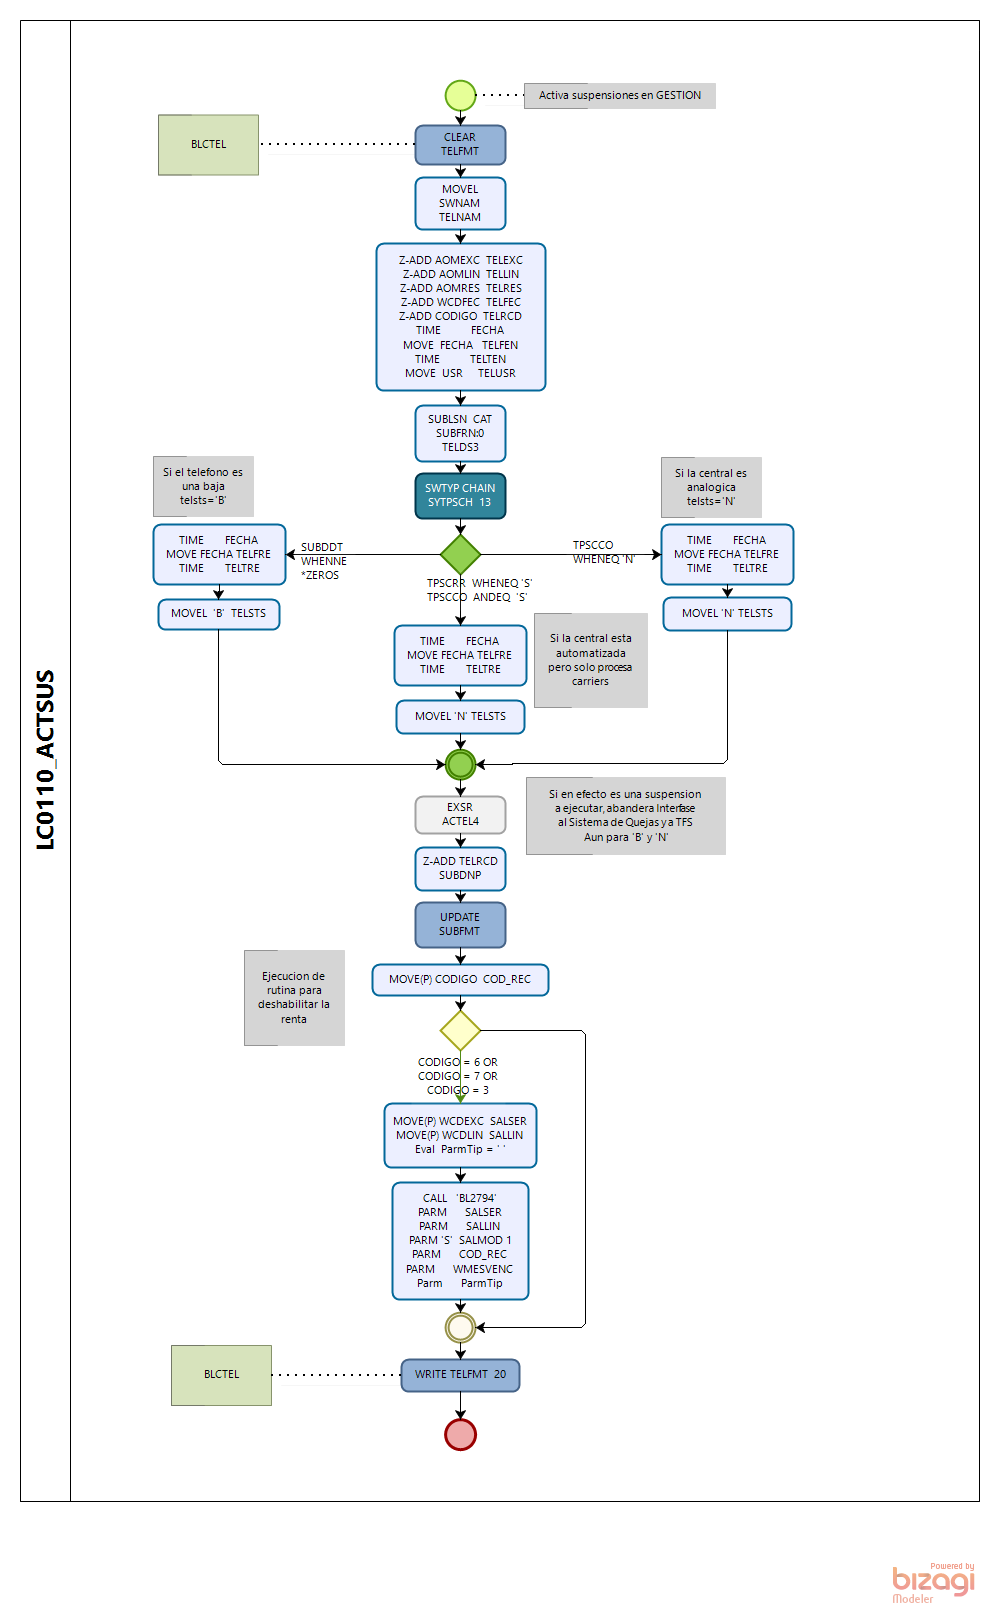 LC0110_ACTSUS
Activa suspensiones en GESTION
BLCTEL
CLEAR
TELFMT
MOVEL
SWNAM
TELNAM
Z-ADD AOMEXC TELEXC
Z-ADD AOMLIN TELLIN
Z-ADD AOMRES TELRES
Z-ADD WCDFEC TELFEC
Z-ADD CODIGO TELRCD
TIME FECHA
MOVE FECHA TELFEN
TIME TELTEN
MOVE USR TELUSR
SUBLSN CAT
SUBFRN:0
TELDS3
SWTYP CHAIN
SYTPSCH 13
Si el telefono es
una baja
telsts='B'
Si la central es
analogica
telsts='N'
TIME FECHA
MOVE FECHA TELFRE
TIME TELTRE
SUBDDT
WHENNE
*ZEROS
TPSCCO
WHENEQ 'N'
TIME FECHA
MOVE FECHA TELFRE
TIME TELTRE
MOVEL 'B' TELSTS
TPSCRR WHENEQ 'S'
TPSCCO ANDEQ 'S'
MOVEL 'N' TELSTS
TIME FECHA
MOVE FECHA TELFRE
TIME TELTRE
Si la central esta
automatizada
pero solo procesa
carriers
MOVEL 'N' TELSTS
EXSR
ACTEL4
Si en efecto es una suspension
a ejecutar, abandera Interfase
al Sistema de Quejas y a TFS
Aun para 'B' y 'N'
Z-ADD TELRCD
SUBDNP
UPDATE
SUBFMT
MOVE(P) CODIGO COD_REC
Ejecucion de
rutina para
deshabilitar la
renta
CODIGO = 6 OR
CODIGO = 7 OR
CODIGO = 3
MOVE(P) WCDEXC SALSER
MOVE(P) WCDLIN SALLIN
Eval ParmTip = ' '
CALL 'BL2794'
PARM SALSER
PARM SALLIN
PARM 'S' SALMOD 1
PARM COD_REC
PARM WMESVENC
Parm ParmTip
BLCTEL
WRITE TELFMT 20
Powered by
bizagi
Modeler